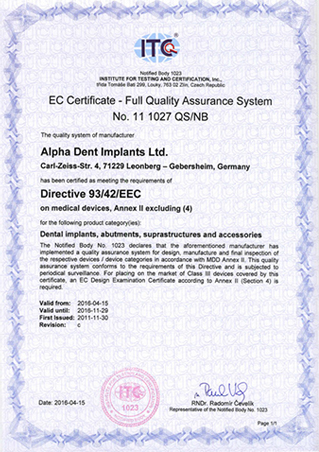 ITC
Notified Body 1023
INSTITUTE FOR TESTING AND CERTIFICATION, Inc.,
třída Tomáše Bati 299, Louky, 763 02 Zlín, Czech Republic
EC Certificate - Full Quality Assurance System
No. 11 1027 QS/NB
The quality system of manufacturer
Alpha Dent Implants Ltd.
Carl-Zeiss-Str. 4, 71229 Leonberg – Gebersheim, Germany
has been certified as meeting the requirements of
Directive 93/42/EEC
on medical devices, Annex II excluding (4)
for the following product category(ies):
Dental implants, abutments, suprastructures and accessories
The Notified Body No. 1023 declares that the aforementioned manufacturer has
implemented a quality assurance system for design, manufacture and final inspection
of the respective devices / device categories in accordance with MDD Annex II. This quality
assurance system conforms to the requirements of this Directive and is subjected to
periodical surveillance. For placing on the market of Class III devices covered by this
certificate, an EC Design Examination Certificate according to Annex II (Section 4) is
required.
Valid from: 2016-04-15
Valid until: 2016-11-29
First Issued: 2011-11-30
Revision: c
ITC
1023
Date: 2016-04-15
RNDr. Radomír Čevelík
Representative of the Notified Body No. 1023
Page 1/1